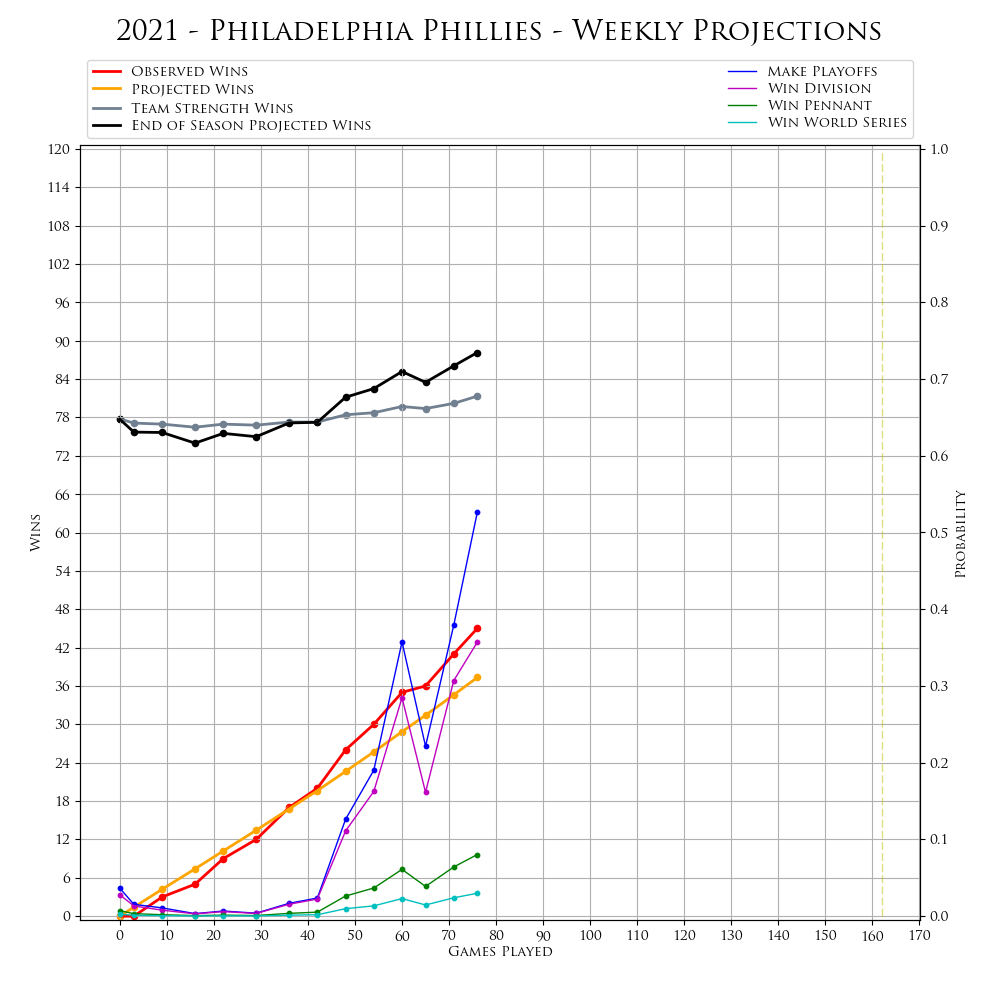 2021 - Philadelphia Phillies - Weekly Projections
Observed Wins
Projected Wins
Team Strength Wins
End of Season Projected Wins
Make Playoffs
Win Division
Win Pennant
Win World Series
120
114
108
102
96
90
84
78
72
66
60
54
48
42
36
30
24
18
12
6
0
Wins
1.0
0.9
0.8
0.7
0.6
0.5
0.4
0.3
0.2
0.1
0.0
Probability
0 10 20 30 40 50 60 70 80 90 100 110 120 130 140 150 160 170
Games Played